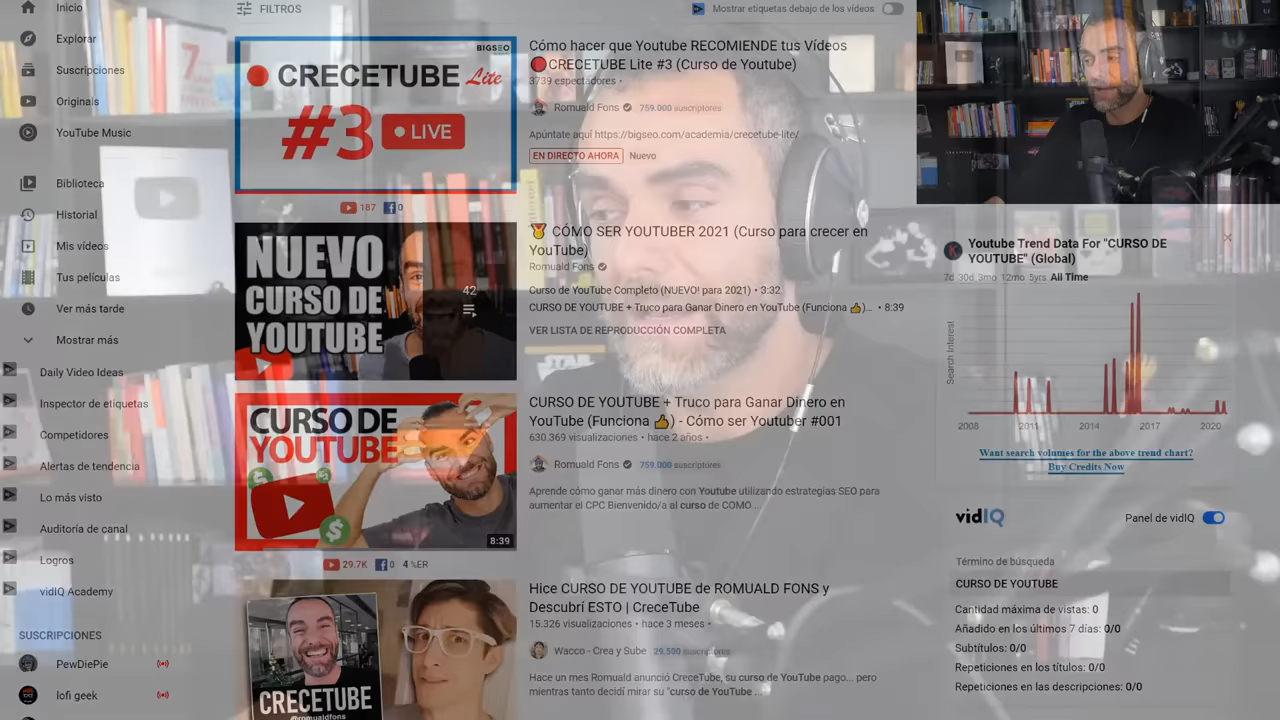 Inicio
Explorar
Suscripciones
Originals
YouTube Music
Biblioteca
Historial
Mis vídeos
Tus películas
Ver más tarde
Mostrar más
Daily Video Ideas
Inspector de etiquetas
Competidores
Alertas de tendencia
Lo más visto
Auditoría de canal
Logros
vidIQ Academy
SUSCRIPCIONES
PewDiePie
lofi geek
FILTROS
Mostrar etiquetas debajo de los vídeos
BIGSEO
CRECETUBE Lite
#3 LIVE
187 0
Cómo hacer que Youtube RECOMIENDE tus Vídeos
🔴CRECETUBE Lite #3 (Curso de Youtube)
3739 espectadores •
Romuald Fons 759.000 suscriptores
Apúntate aquí https://bigseo.com/academia/crecetube-lite/
EN DIRECTO AHORA Nuevo
NUEVO
CURSO DE
YOUTUBE
42
🏅 CÓMO SER YOUTUBER 2021 (Curso para crecer en
YouTube)
Romuald Fons
Curso de YouTube Completo (NUEVO! para 2021) • 3:32
CURSO DE YOUTUBE + Truco para Ganar Dinero en YouTube (Funciona 👍)... • 8:39
VER LISTA DE REPRODUCCIÓN COMPLETA
STAR
CURSO DE
YOUTUBE
8:39
29.7K 0 4 %ER
CURSO DE YOUTUBE + Truco para Ganar Dinero en
YouTube (Funciona 👍) - Cómo ser Youtuber #001
630.369 visualizaciones • hace 2 años •
Romuald Fons 759.000 suscriptores
Aprende cómo ganar más dinero con Youtube utilizando estrategias SEO para
aumentar el CPC Bienvenido/a al curso de COMO ...
CRECETUBE
@romualdfons
Hice CURSO DE YOUTUBE de ROMUALD FONS y
Descubrí ESTO | CreceTube
15.326 visualizaciones • hace 3 meses •
Wacco - Crea y Sube 29.500 suscriptores
Hace un mes Romuald anunció CreceTube, su curso de YouTube pago... pero
mientras tanto decidí mirar su "curso de YouTube ...
Youtube Trend Data For "CURSO DE
YOUTUBE" (Global)
7d 30d 3mo 12mo 5yrs All Time
Search Interest
2008 2011 2014 2017 2020
Want search volumes for the above trend chart?
Buy Credits Now
vidIQ Panel de vidIQ
Término de búsqueda
CURSO DE YOUTUBE
Cantidad máxima de vistas: 0
Añadido en los últimos 7 días: 0/0
Subtítulos: 0/0
Repeticiones en los títulos: 0/0
Repeticiones en las descripciones: 0/0